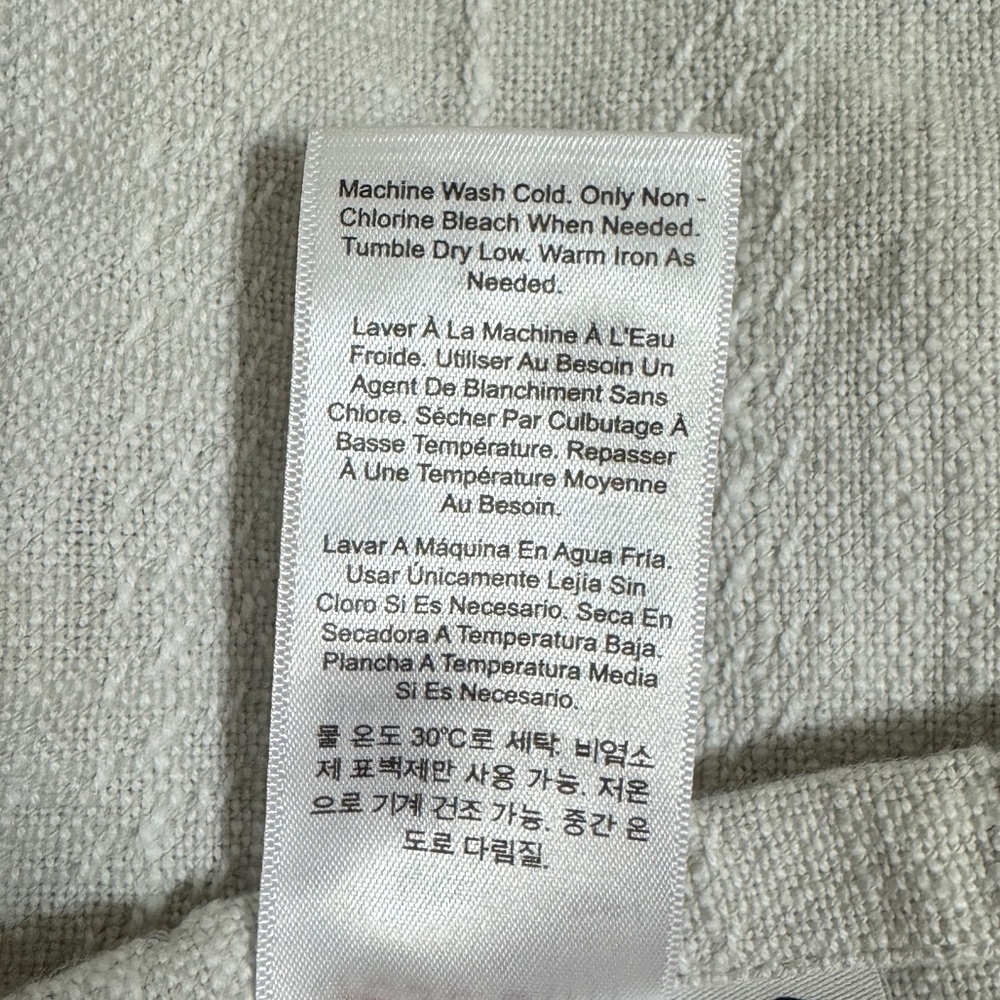 Machine Wash Cold. Only Non -
Chlorine Bleach When Needed.
Tumble Dry Low. Warm Iron As
Needed.
Laver À La Machine À L'Eau
Froide. Utiliser Au Besoin Un
Agent De Blanchiment Sans
Chlore. Sécher Par Culbutage À
Basse Température. Repasser
À Une Température Moyenne
Au Besoin.
Lavar A Máquina En Agua Fría.
Usar Únicamente Lejía Sin
Cloro Si Es Necesario. Seca En
Secadora A Temperatura Baja.
Plancha A Temperatura Media
Si Es Necesario.
물 온도 30℃로 세탁. 비염소
제 표백제만 사용 가능. 저온
으로 기계 건조 가능. 중간 온
도로 다림질.